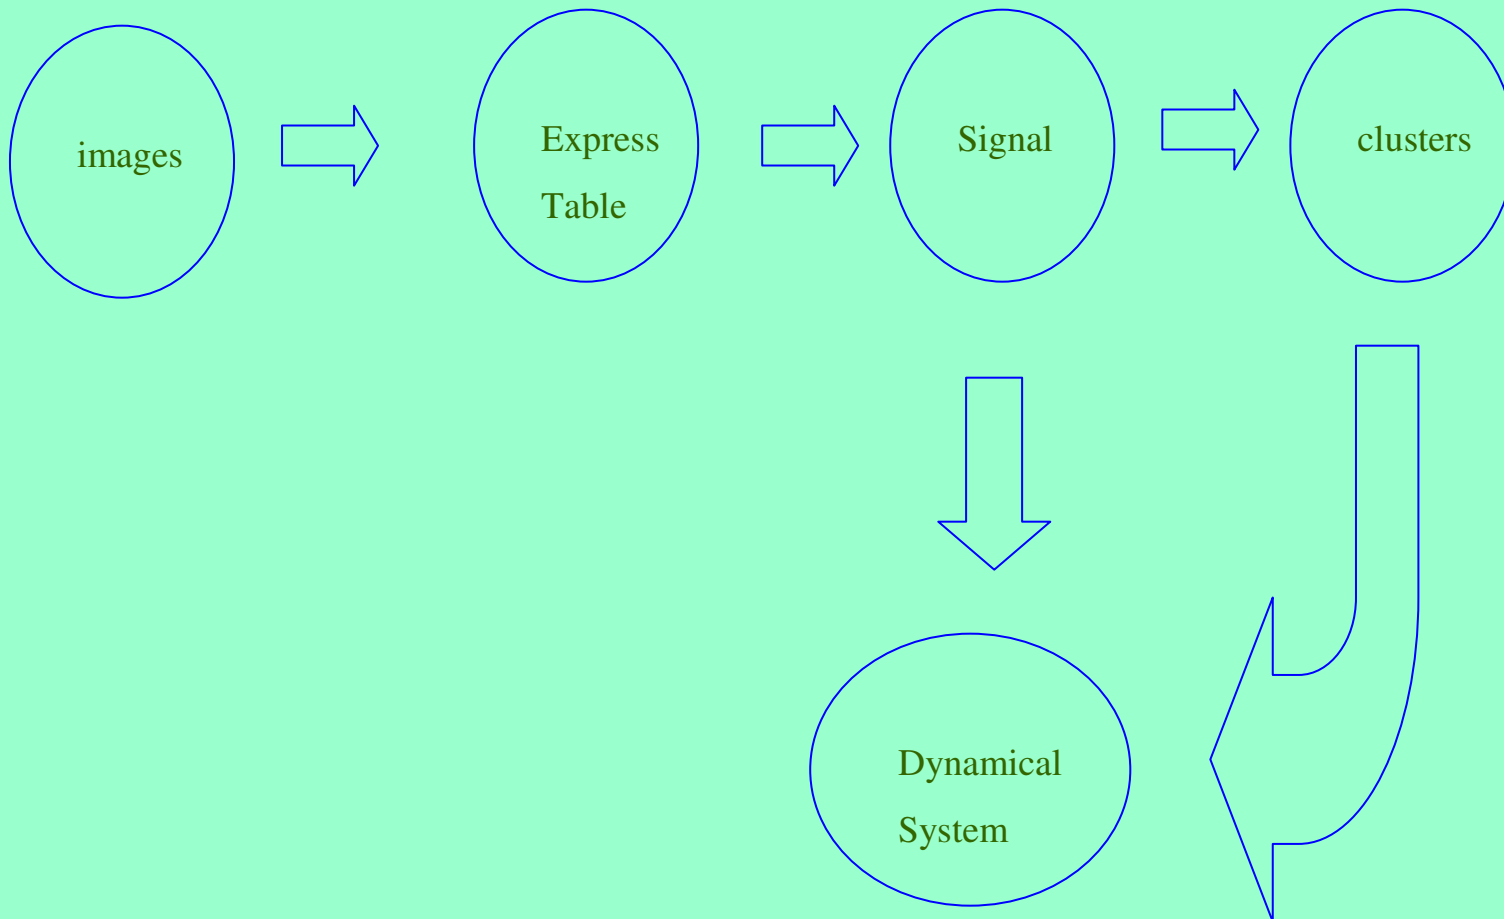 images
Express
Table
Signal
clusters
Dynamical
System